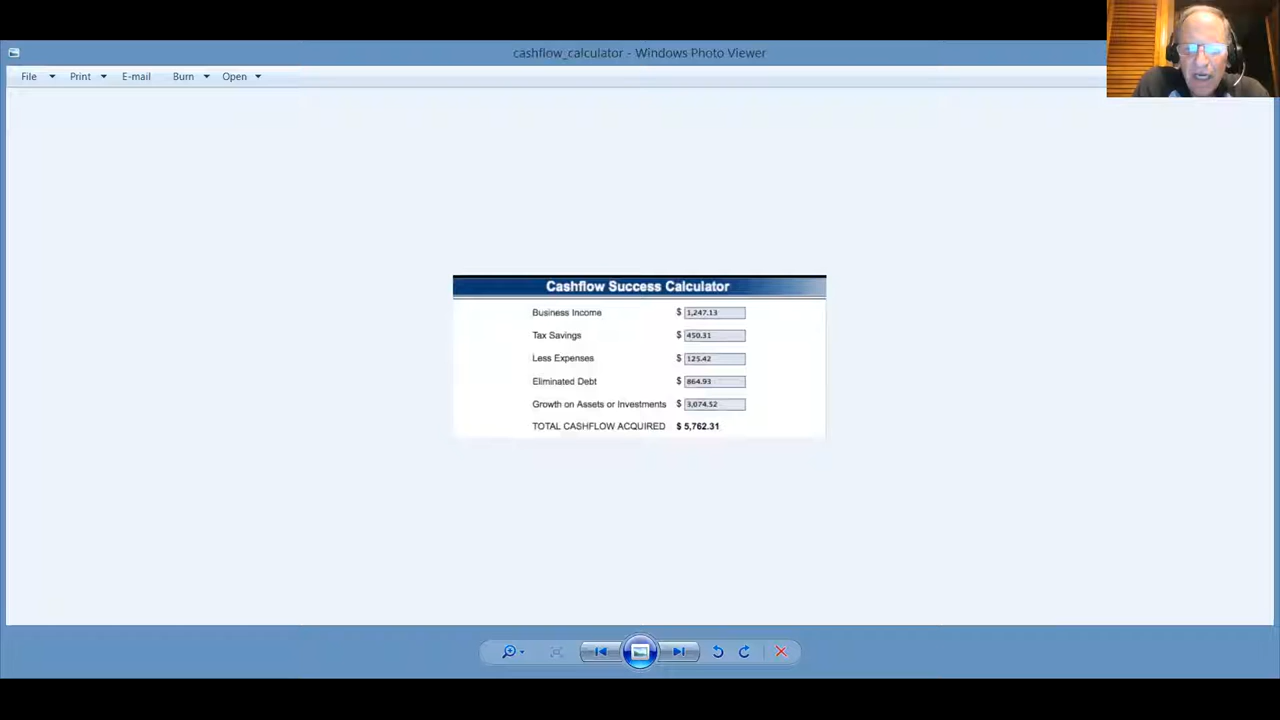 cashflow_calculator - Windows Photo Viewer
File Print E-mail Burn Open
Cashflow Success Calculator
Business Income $ 1,247.13
Tax Savings $ 450.31
Less Expenses $ 125.42
Eliminated Debt $ 864.93
Growth on Assets or Investments $ 3,074.52
TOTAL CASHFLOW ACQUIRED $ 5,762.31